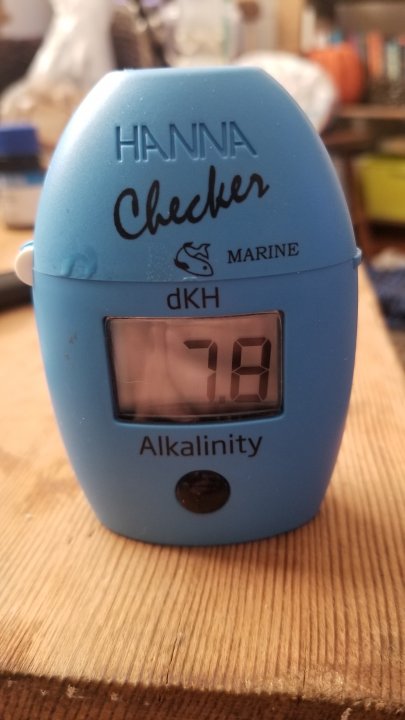 HANNA
Checker
MARINE
dKH
7.8
Alkalinity